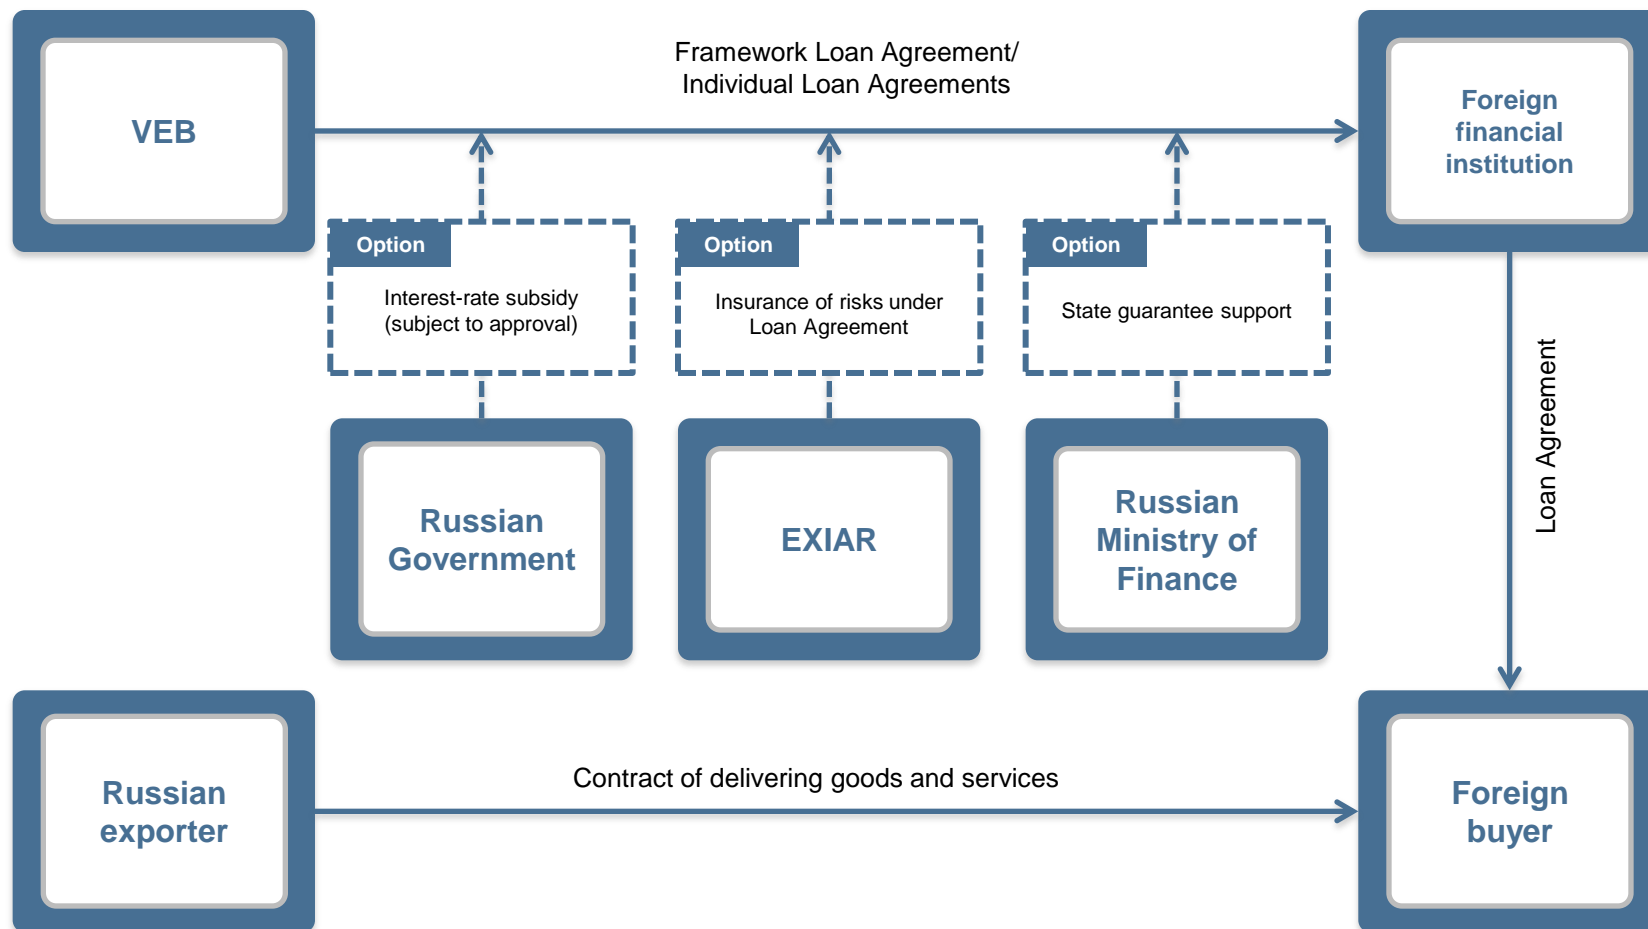 Framework Loan Agreement/
Individual Loan Agreements
VEB
Foreign
financial
institution
Option
Interest-rate subsidy
(subject to approval)
Option
Insurance of risks under
Loan Agreement
Option
State guarantee support
Loan Agreement
Russian
Government
EXIAR
Russian
Ministry of
Finance
Russian
exporter
Contract of delivering goods and services
Foreign
buyer